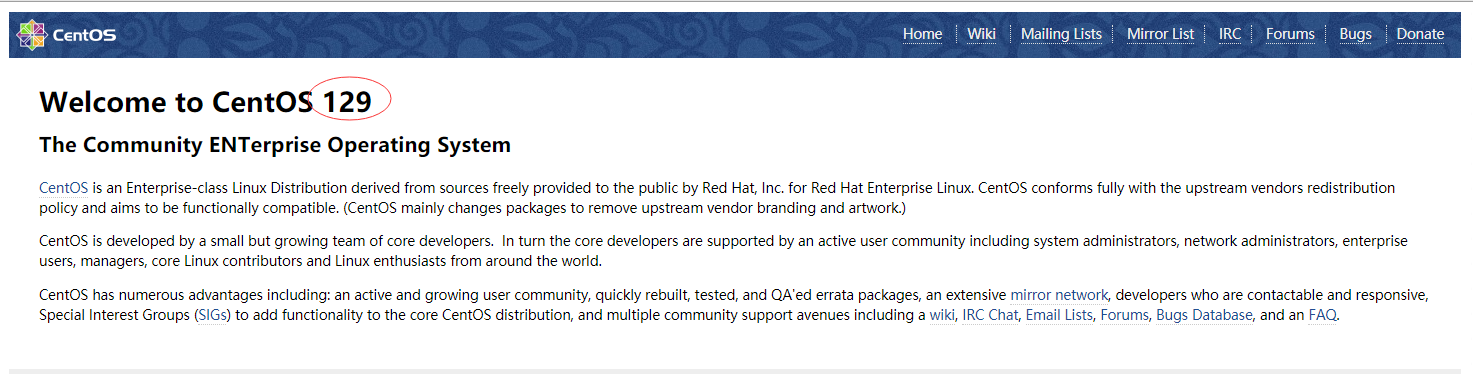 CentOS Home Wiki Mailing Lists Mirror List IRC Forums Bugs Donate
Welcome to CentOS 129
The Community ENTerprise Operating System
CentOS is an Enterprise-class Linux Distribution derived from sources freely provided to the public by Red Hat, Inc. for Red Hat Enterprise Linux. CentOS conforms fully with the upstream vendors redistribution
policy and aims to be functionally compatible. (CentOS mainly changes packages to remove upstream vendor branding and artwork.)
CentOS is developed by a small but growing team of core developers.  In turn the core developers are supported by an active user community including system administrators, network administrators, enterprise
users, managers, core Linux contributors and Linux enthusiasts from around the world.
CentOS has numerous advantages including: an active and growing user community, quickly rebuilt, tested, and QA'ed errata packages, an extensive mirror network, developers who are contactable and responsive,
Special Interest Groups (SIGs) to add functionality to the core CentOS distribution, and multiple community support avenues including a wiki, IRC Chat, Email Lists, Forums, Bugs Database, and an FAQ.